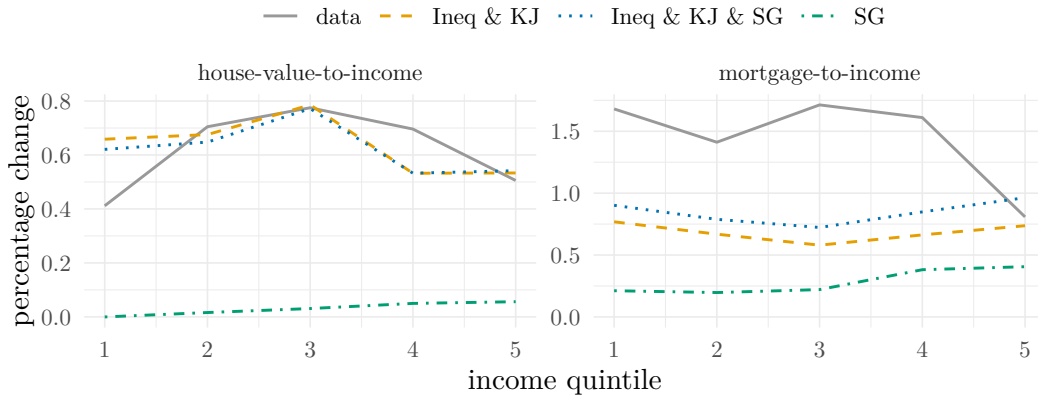 data Ineq & KJ Ineq & KJ & SG SG
house-value-to-income mortgage-to-income
percentage change
0.8
0.6
0.4
0.2
0.0
1.5
1.0
0.5
0.0
1 2 3 4 5 1 2 3 4 5
income quintile